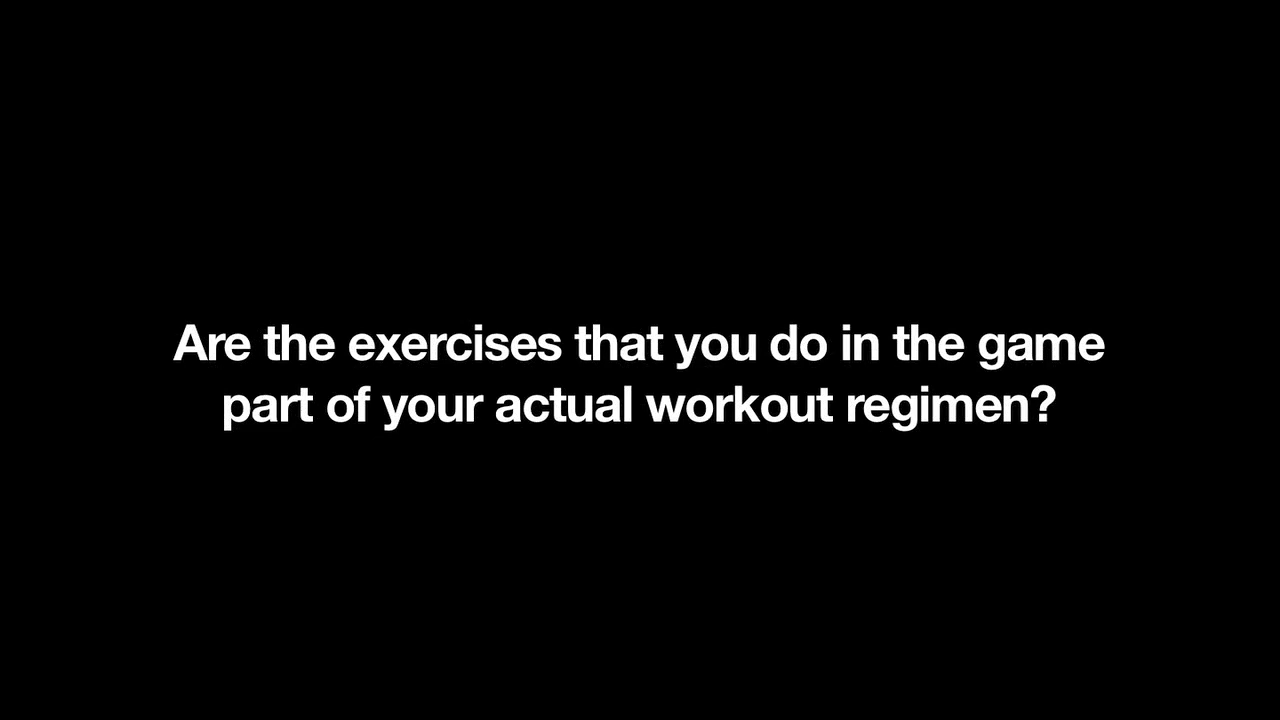 Are the exercises that you do in the game
part of your actual workout regimen?